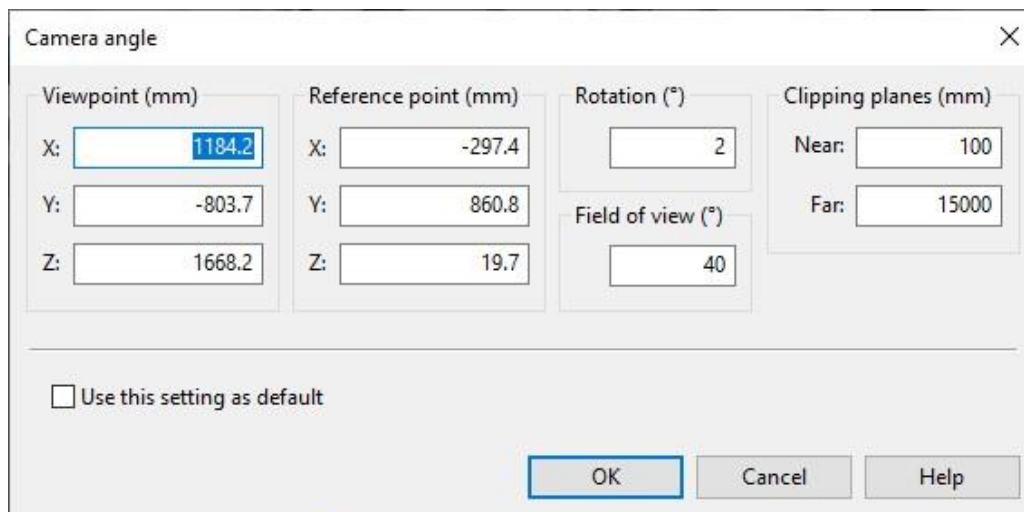 Camera angle
Viewpoint (mm)
X: 1184.2
Y: -803.7
Z: 1668.2
Reference point (mm)
X: -297.4
Y: 860.8
Z: 19.7
Rotation (°)
2
Field of view (°)
40
Clipping planes (mm)
Near: 100
Far: 15000
Use this setting as default
OK Cancel Help